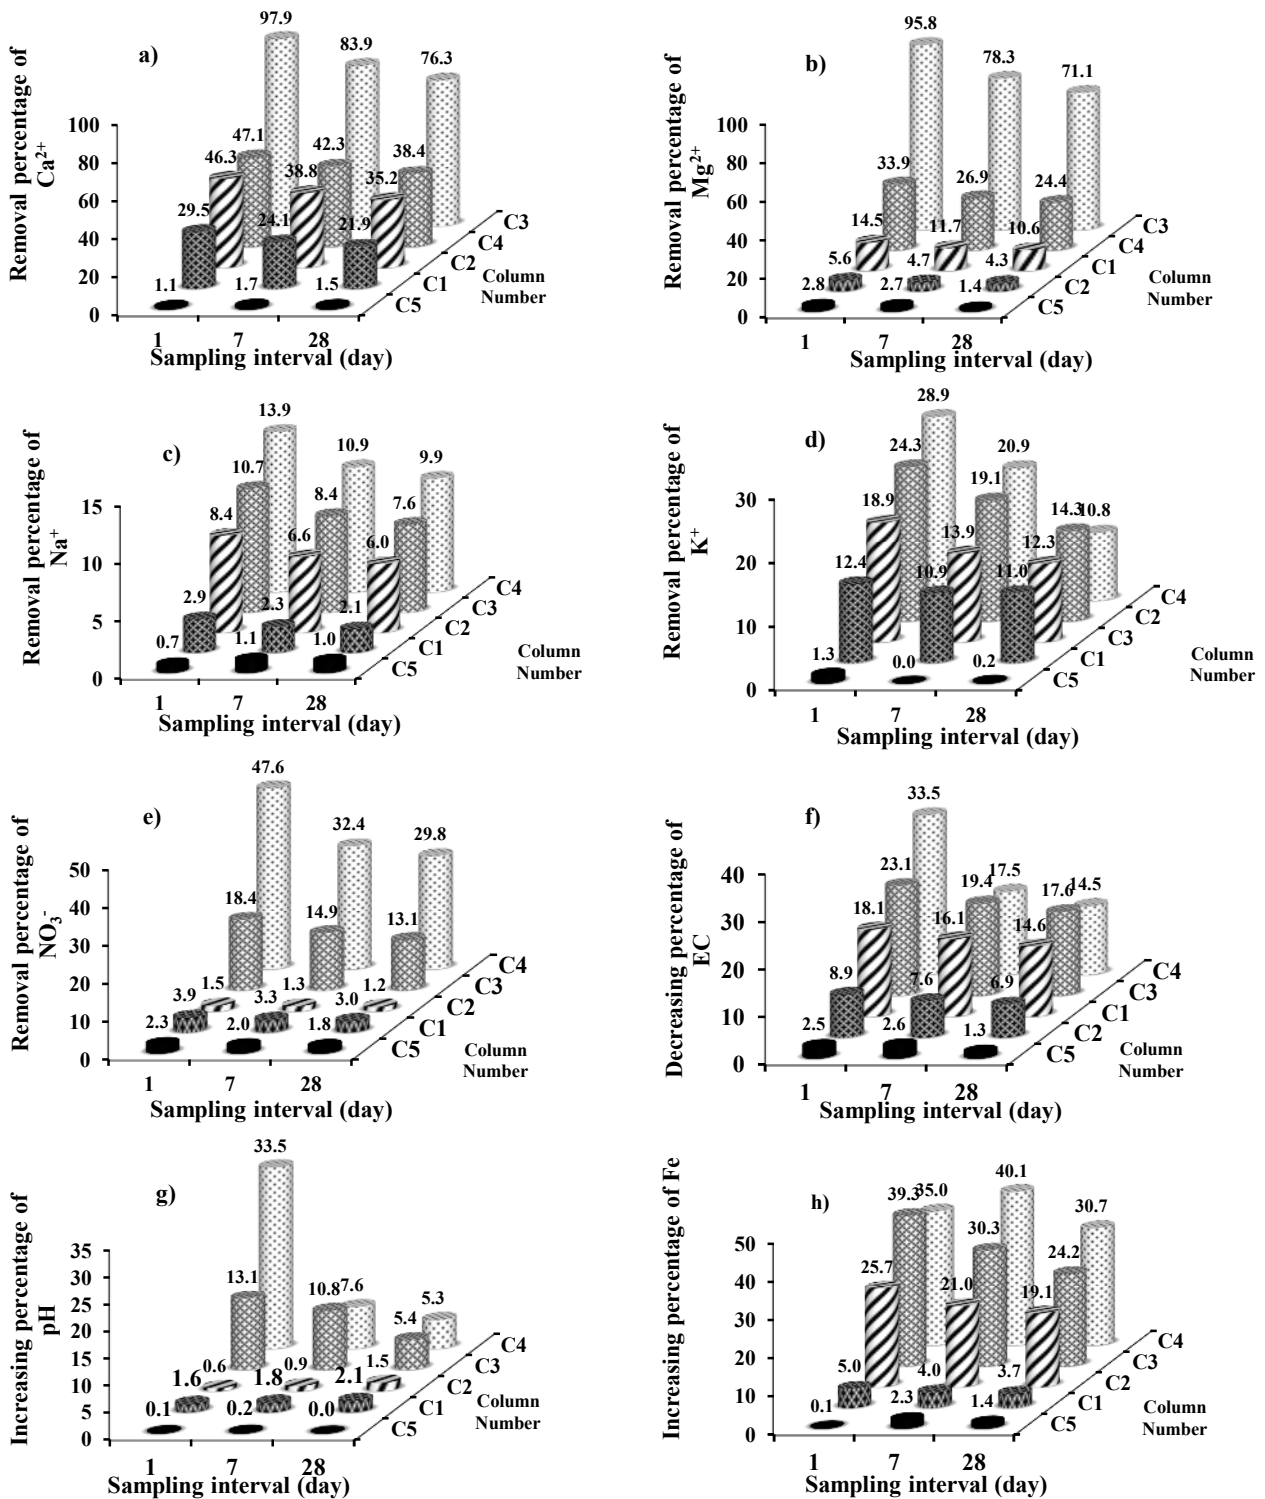 a)
Removal percentage of
Ca2+
100
80
60
40
20
0
97.9
83.9
76.3
47.1
42.3
38.4
46.3
38.8
35.2
29.5
24.1
21.9
1.1
1.7
1.5
C3
C4
C2
C1
C5
Column
Number
1
7
28
Sampling interval (day)
b)
Removal percentage of
Mg2+
100
80
60
40
20
0
95.8
78.3
71.1
33.9
26.9
24.4
14.5
11.7
10.6
5.6
4.7
4.3
2.8
2.7
1.4
C3
C4
C1
C2
C5
Column
Number
1
7
28
Sampling interval (day)
c)
Removal percentage of
Na+
15
10
5
0
13.9
10.9
9.9
10.7
8.4
7.6
8.4
6.6
6.0
2.9
2.3
2.1
0.7
1.1
1.0
C4
C3
C2
C1
C5
Column
Number
1
7
28
Sampling interval (day)
d)
Removal percentage of
K+
30
20
10
0
28.9
20.9
10.8
24.3
19.1
14.3
18.9
13.9
12.3
12.4
10.9
11.0
1.3
0.0
0.2
C4
C2
C3
C1
C5
Column
Number
1
7
28
Sampling interval (day)
e)
Removal percentage of
NO3-
50
40
30
20
10
0
47.6
32.4
29.8
18.4
14.9
13.1
1.5
1.3
1.2
3.9
3.3
3.0
2.3
2.0
1.8
C4
C3
C2
C1
C5
Column
Number
1
7
28
Sampling interval (day)
f)
Decreasing percentage of
EC
40
30
20
10
0
33.5
17.5
14.5
23.1
19.4
17.6
18.1
16.1
14.6
8.9
7.6
6.9
2.5
2.6
1.3
C4
C3
C1
C2
C5
Column
Number
1
7
28
Sampling interval (day)
g)
Increasing percentage of
pH
35
30
25
20
15
10
5
0
33.5
7.6
5.3
13.1
10.8
5.4
0.6
0.9
1.5
1.6
1.8
2.1
0.1
0.2
0.0
C4
C3
C2
C1
C5
Column
Number
1
7
28
Sampling interval (day)
h)
Increasing percentage of Fe
50
40
30
20
10
0
35.0
40.1
30.7
39.3
30.3
24.2
25.7
21.0
19.1
5.0
4.0
3.7
0.1
2.3
1.4
C4
C3
C2
C1
C5
Column
Number
1
7
28
Sampling interval (day)